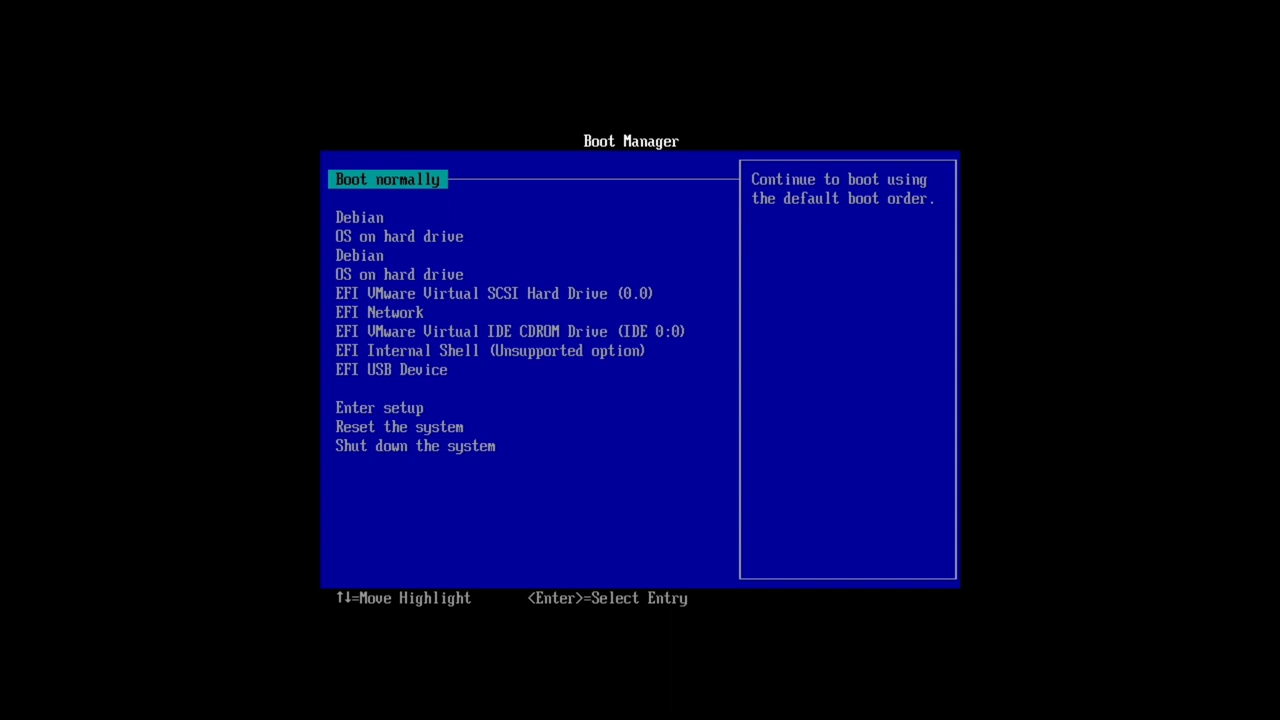 Boot Manager
Boot normally
Debian
OS on hard drive
Debian
OS on hard drive
EFI VMware Virtual SCSI Hard Drive (0.0)
EFI Network
EFI VMware Virtual IDE CDROM Drive (IDE 0:0)
EFI Internal Shell (Unsupported option)
EFI USB Device
Enter setup
Reset the system
Shut down the system
Continue to boot using
the default boot order.
↑↓=Move Highlight <Enter>=Select Entry